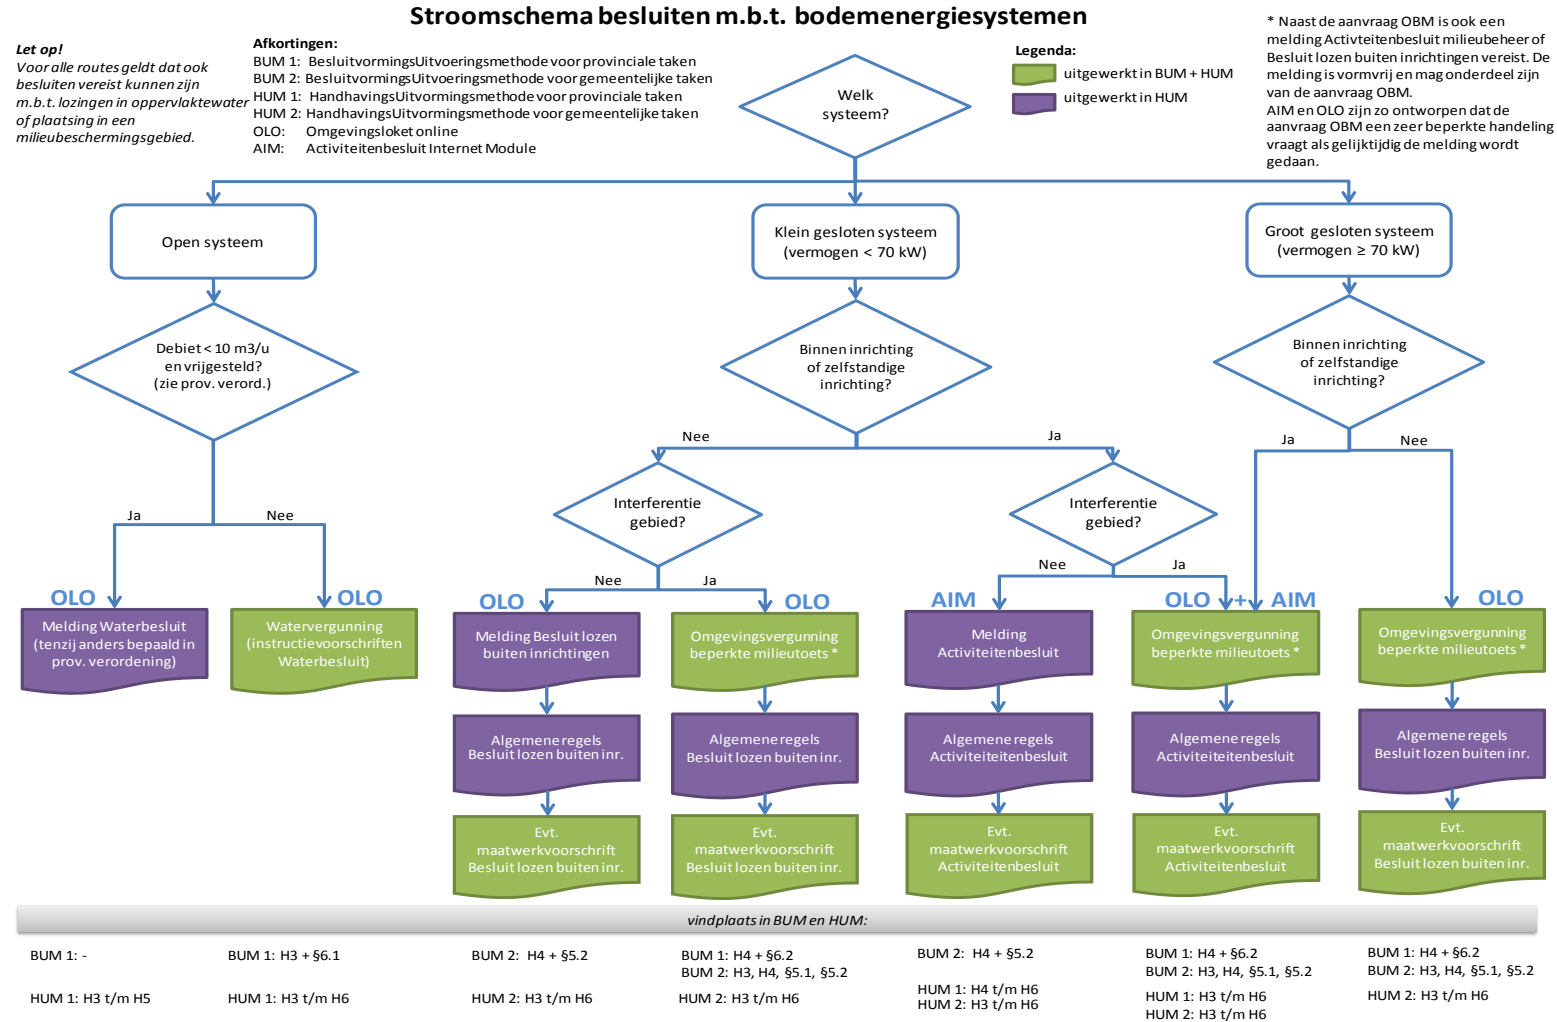 Stroomschema besluiten m.b.t. bodemenergiesystemen
Let op!
Voor alle routes geldt dat ook
besluiten vereist kunnen zijn
m.b.t. lozingen in oppervlaktewater
of plaatsing in een
milieubeschermingsgebied.
Afkortingen:
BUM 1: BesluitvormingsUitvormingsmethode voor provinciale taken
BUM 2: BesluitvormingsUitvoeringsmethode voor gemeentelijke taken
HUM 1: HandhavingsUitvormingsmethode voor provinciale taken
HUM 2: HandhavingsUitvormingsmethode voor gemeentelijke taken
OLO: Omgevingsloket online
AIM: Activiteitenbesluit Internet Module
Legenda:
uitgewerkt in BUM + HUM
uitgewerkt in HUM
* Naast de aanvraag OBM is ook een
melding Activteitenbesluit milieubeheer of
Besluit lozen buiten inrichtingen vereist. De
melding is vormvrij en mag onderdeel zijn
van de aanvraag OBM.
AIM en OLO zijn zo ontworpen dat de
aanvraag OBM een zeer beperkte handeling
vraagt als gelijktijdig de melding wordt
gedaan.
Welk
systeem?
Open systeem
Klein gesloten systeem
(vermogen < 70 kW)
Groot gesloten systeem
(vermogen ≥ 70 kW)
Debiet < 10 m3/u
en vrijgesteld?
(zie prov. verord.)
Binnen inrichting
of zelfstandige
inrichting?
Binnen inrichting
of zelfstandige
inrichting?
Nee
Ja
Ja
Nee
Interferentie
gebied?
Interferentie
gebied?
Ja
Nee
Nee
Ja
Nee
Ja
OLO
OLO
OLO
OLO
AIM
OLO + AIM
OLO
Melding Waterbesluit
(tenzij anders bepaald in
prov. verordening)
Watervergunning
(instructievoorschriften
Waterbesluit)
Melding Besluit lozen
buiten inrichtingen
Omgevingsvergunning
beperkte milieutoets *
Melding
Activiteitenbesluit
Omgevingsvergunning
beperkte milieutoets *
Omgevingsvergunning
beperkte milieutoets *
Algemene regels
Besluit lozen buiten inr.
Algemene regels
Besluit lozen buiten inr.
Algemene regels
Activiteiteitenbesluit
Algemene regels
Activiteiteitenbesluit
Algemene regels
Besluit lozen buiten inr.
Evt.
maatwerkvoorschrift
Besluit lozen buiten inr.
Evt.
maatwerkvoorschrift
Besluit lozen buiten inr.
Evt.
maatwerkvoorschrift
Activiteitenbesluit
Evt.
maatwerkvoorschrift
Activiteitenbesluit
Evt.
maatwerkvoorschrift
Besluit lozen buiten inr.
vindplaats in BUM en HUM:
BUM 1: -
HUM 1: H3 t/m H5
BUM 1: H3 + §6.1
HUM 1: H3 t/m H6
BUM 2: H4 + §5.2
HUM 2: H3 t/m H6
BUM 1: H4 + §6.2
BUM 2: H3, H4, §5.1, §5.2
HUM 2: H3 t/m H6
BUM 2: H4 + §5.2
HUM 1: H4 t/m H6
HUM 2: H3 t/m H6
BUM 1: H4 + §6.2
BUM 2: H3, H4, §5.1, §5.2
HUM 1: H3 t/m H6
HUM 2: H3 t/m H6
BUM 1: H4 + §6.2
BUM 2: H3, H4, §5.1, §5.2
HUM 2: H3 t/m H6